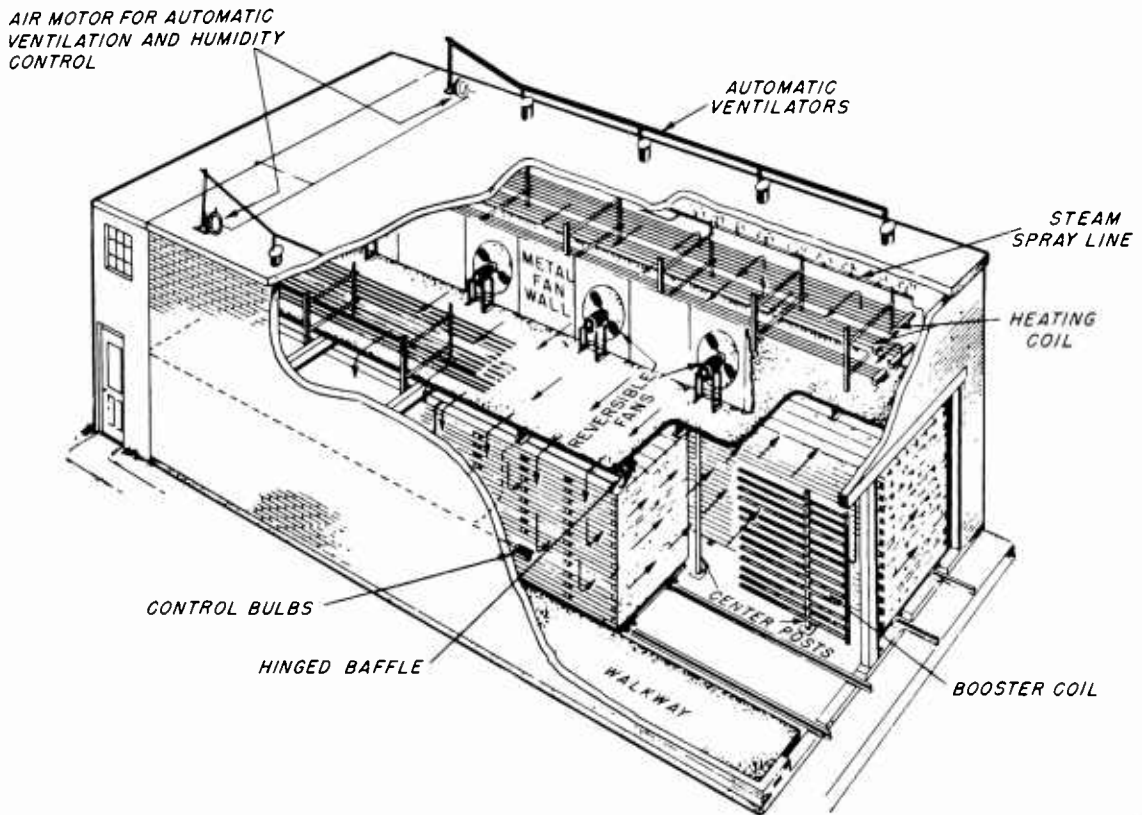 AIR MOTOR FOR AUTOMATIC
VENTILATION AND HUMIDITY
CONTROL
AUTOMATIC
VENTILATORS
STEAM
SPRAY LINE
METAL
FAN
WALL
HEATING
COIL
REVERSIBLE
FANS
CONTROL BULBS
CENTER POSTS
HINGED BAFFLE
WALKWAY
BOOSTER COIL